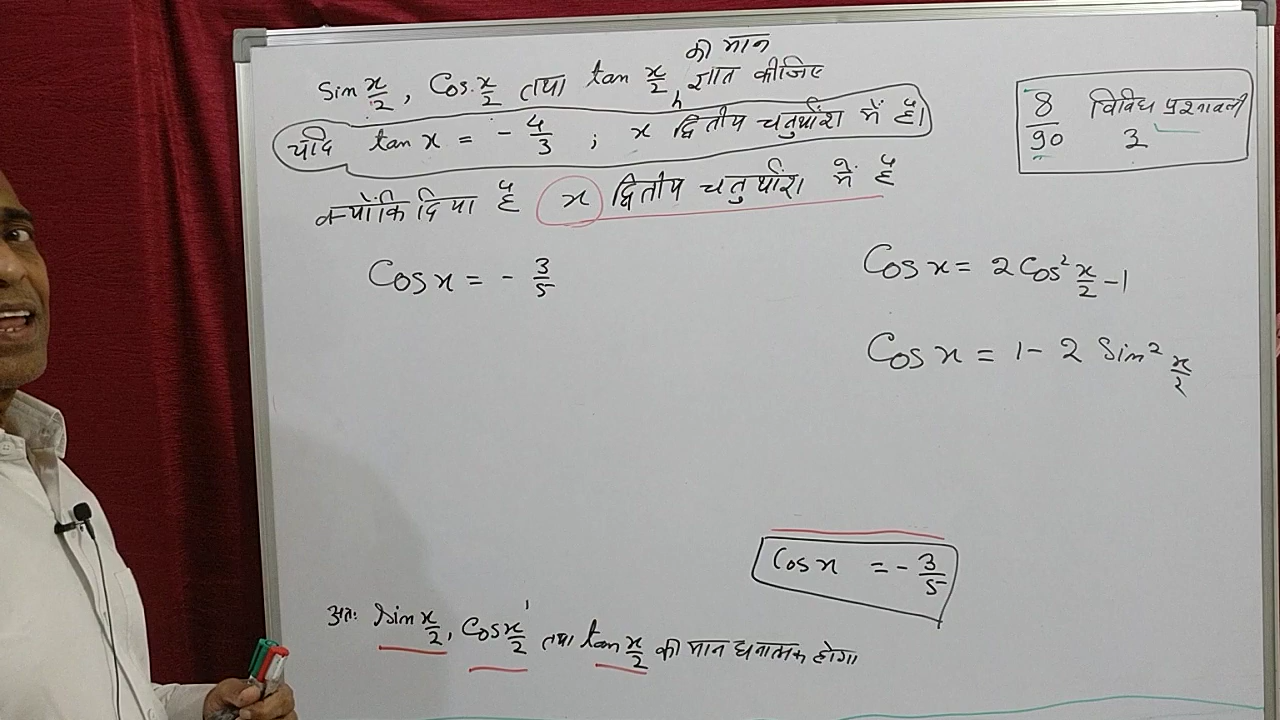 का मान
Sin x/2, Cos x/2 तथा tan x/2 ज्ञात कीजिए
यदि tan x = - 4/3 ; x द्वितीय चतुर्थांश में है।
क्योंकि दिया है x द्वितीय चतुर्थांश में है
8/90 विविध प्रश्नावली
3
Cos x = - 3/5
Cos x = 2 Cos² x/2 - 1
Cos x = 1 - 2 Sin² x/2
Cos x = - 3/5
अतः Sin x/2, Cos x/2 तथा tan x/2 का मान धनात्मक होगा